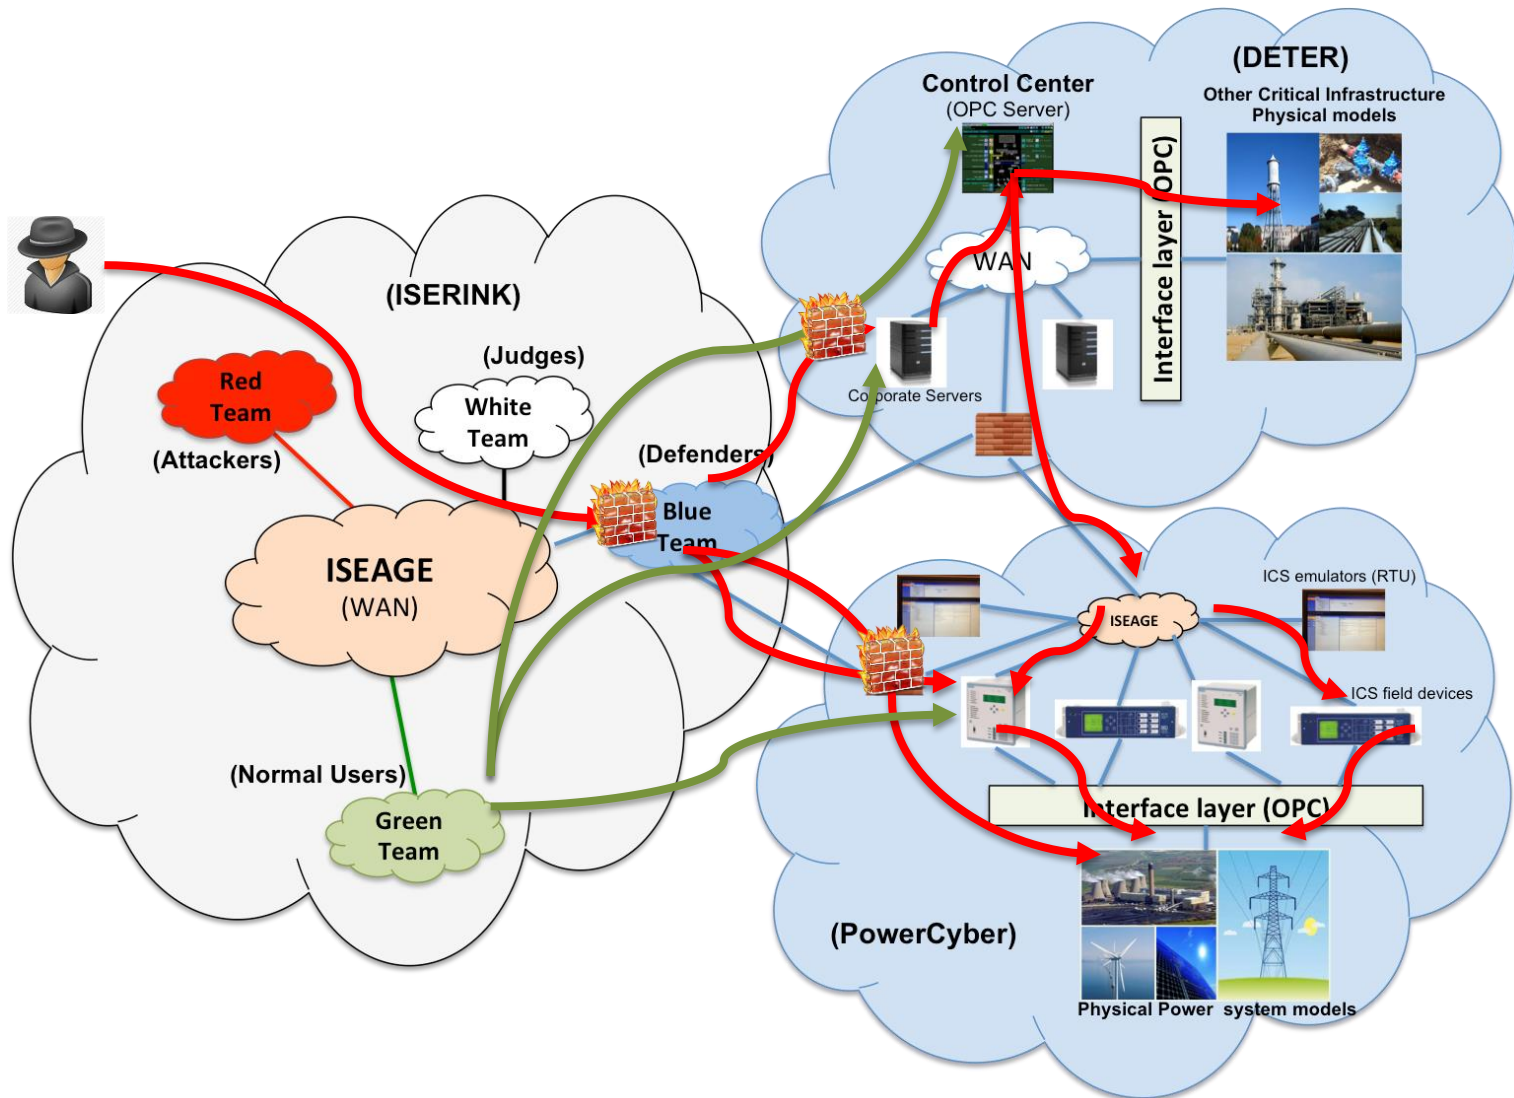 (DETER)
Control Center
(OPC Server)
Other Critical Infrastructure
Physical models
Interface layer (OPC)
WAN
Corporate Servers
(ISERINK)
(Judges)
Red
Team
White
Team
(Attackers)
(Defenders)
Blue
Team
ISEAGE
(WAN)
ICS emulators (RTU)
ISEAGE
ICS field devices
(Normal Users)
Green
Team
Interface layer (OPC)
(PowerCyber)
Physical Power system models